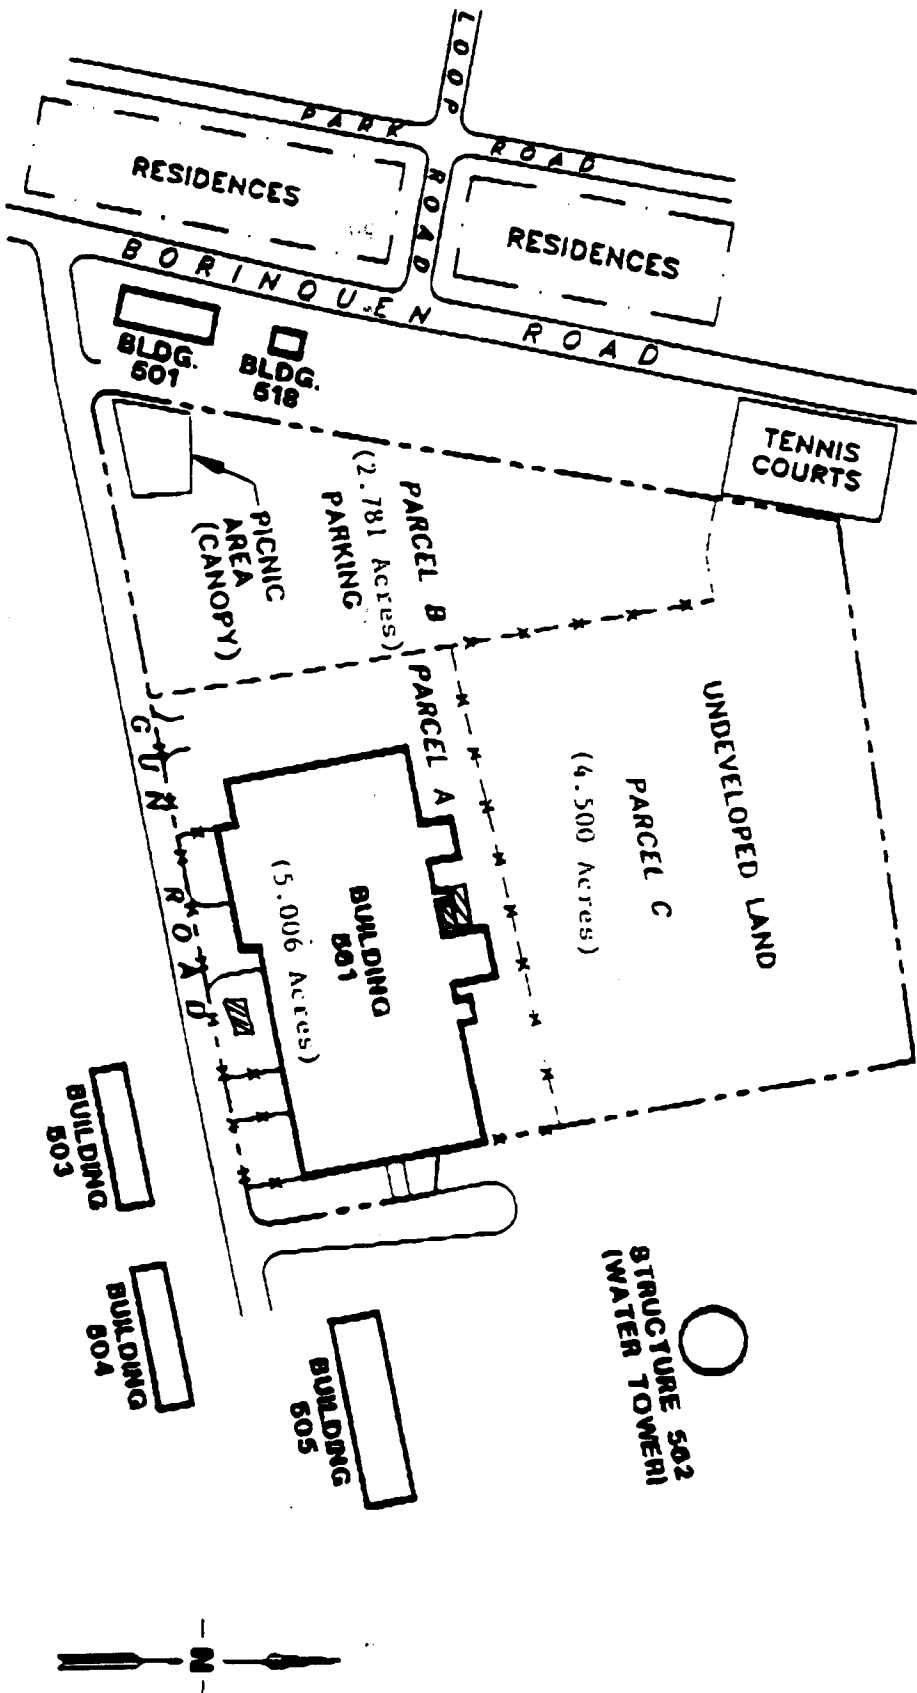 LOOP
ROAD
PARK
ROAD
RESIDENCES
RESIDENCES
BORINQUEN
ROAD
BLDG.
501
BLDG.
518
TENNIS
COURTS
PICNIC
AREA
(CANOPY)
PARCEL B
(2.781 Acres)
PARKING
UNDEVELOPED LAND
PARCEL C
(4.500 Acres)
PARCEL A
BUILDING
501
(5.006 Acres)
GUN ROAD
BUILDING
503
BUILDING
504
BUILDING
505
STRUCTURE 502
(WATER TOWER)
N